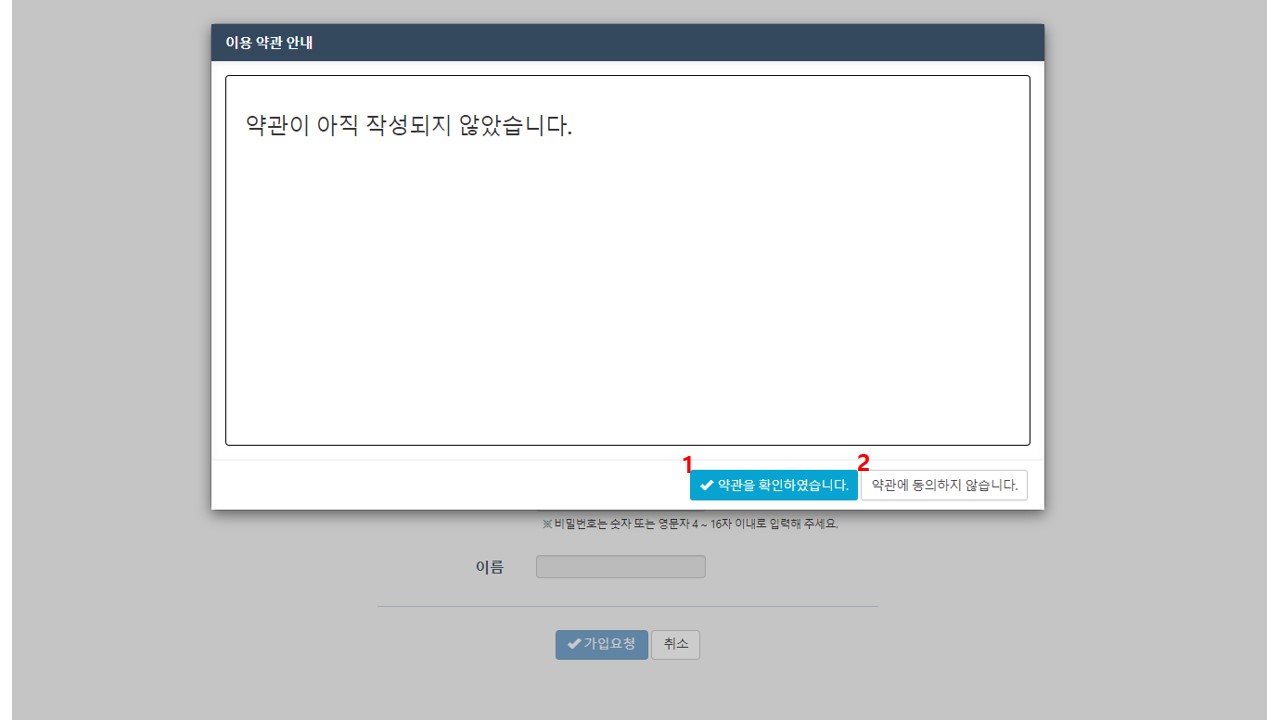 이용 약관 안내
약관이 아직 작성되지 않았습니다.
1
2
약관을 확인하였습니다.
약관에 동의하지 않습니다.
※ 비밀번호는 숫자 또는 영문자 4 ~ 16자 이내로 입력해 주세요.
이름
가입요청
취소